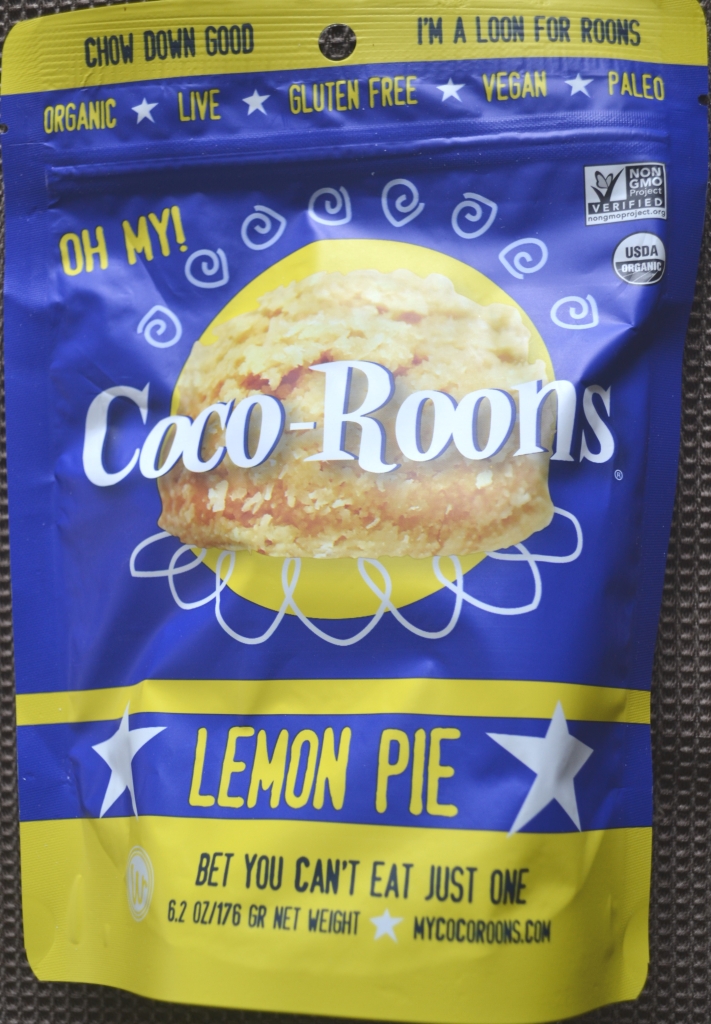 CHOW DOWN GOOD I'M A LOON FOR ROONS
ORGANIC ★ LIVE ★ GLUTEN FREE ★ VEGAN ★ PALEO
NON
GMO
Project
VERIFIED
nongmoproject.org
OH MY!
USDA
ORGANIC
Coco-Roons®
LEMON PIE
BET YOU CAN'T EAT JUST ONE
6.2 OZ/176 GR NET WEIGHT ★ MYCOCOROONS.COM